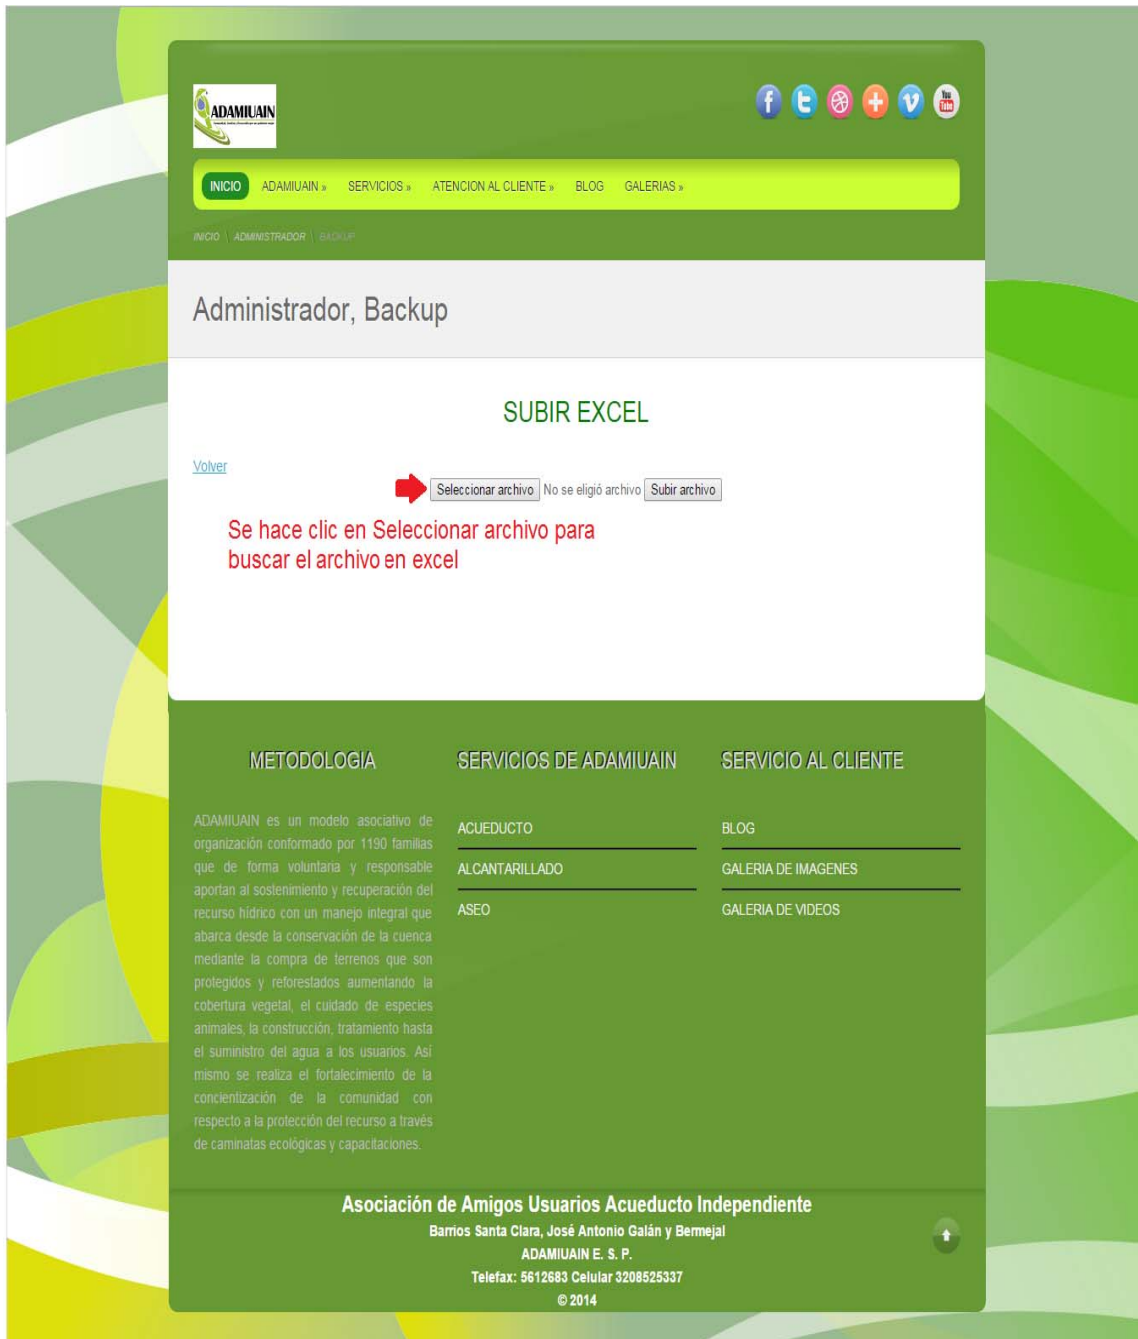 ADAMIUAIN
You
Tube
INICIO ADAMIUAIN » SERVICIOS » ATENCION AL CLIENTE » BLOG GALERIAS »
INICIO \ ADMINISTRADOR \ BACKUP
Administrador, Backup
SUBIR EXCEL
Volver
Seleccionar archivo No se eligió archivo Subir archivo
Se hace clic en Seleccionar archivo para
buscar el archivo en excel
METODOLOGIA
ADAMIUAIN es un modelo asociativo de
organización conformado por 1190 familias
que de forma voluntaria y responsable
aportan al sostenimiento y recuperación del
recurso hídrico con un manejo integral que
abarca desde la conservación de la cuenca
mediante la compra de terrenos que son
protegidos y reforestados aumentando la
cobertura vegetal, el cuidado de especies
animales, la construcción, tratamiento hasta
el suministro del agua a los usuarios. Así
mismo se realiza el fortalecimiento de la
concientización de la comunidad con
respecto a la protección del recurso a través
de caminatas ecológicas y capacitaciones.
SERVICIOS DE ADAMIUAIN
ACUEDUCTO
ALCANTARILLADO
ASEO
SERVICIO AL CLIENTE
BLOG
GALERIA DE IMAGENES
GALERIA DE VIDEOS
Asociación de Amigos Usuarios Acueducto Independiente
Barrios Santa Clara, José Antonio Galán y Bermejal
ADAMIUAIN E. S. P.
Telefax: 5612683 Celular 3208525337
© 2014